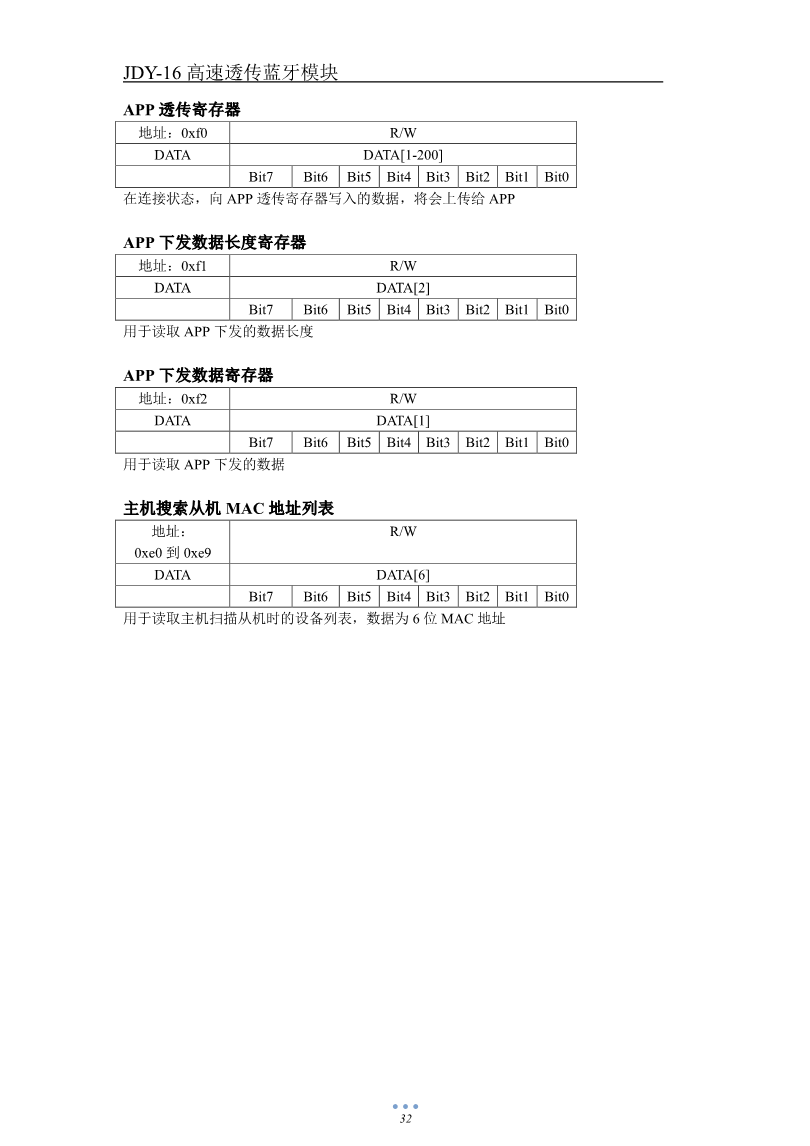 JDY-16 高速透传蓝牙模块
APP 透传寄存器
地址：0xf0 R/W
DATA DATA[1-200]
Bit7 Bit6 Bit5 Bit4 Bit3 Bit2 Bit1 Bit0
在连接状态，向 APP 透传寄存器写入的数据，将会上传给 APP
APP 下发数据长度寄存器
地址：0xf1 R/W
DATA DATA[2]
Bit7 Bit6 Bit5 Bit4 Bit3 Bit2 Bit1 Bit0
用于读取 APP 下发的数据长度
APP 下发数据寄存器
地址：0xf2 R/W
DATA DATA[1]
Bit7 Bit6 Bit5 Bit4 Bit3 Bit2 Bit1 Bit0
用于读取 APP 下发的数据
主机搜索从机 MAC 地址列表
地址： R/W
0xe0 到 0xe9
DATA DATA[6]
Bit7 Bit6 Bit5 Bit4 Bit3 Bit2 Bit1 Bit0
用于读取主机扫描从机时的设备列表，数据为 6 位 MAC 地址
32